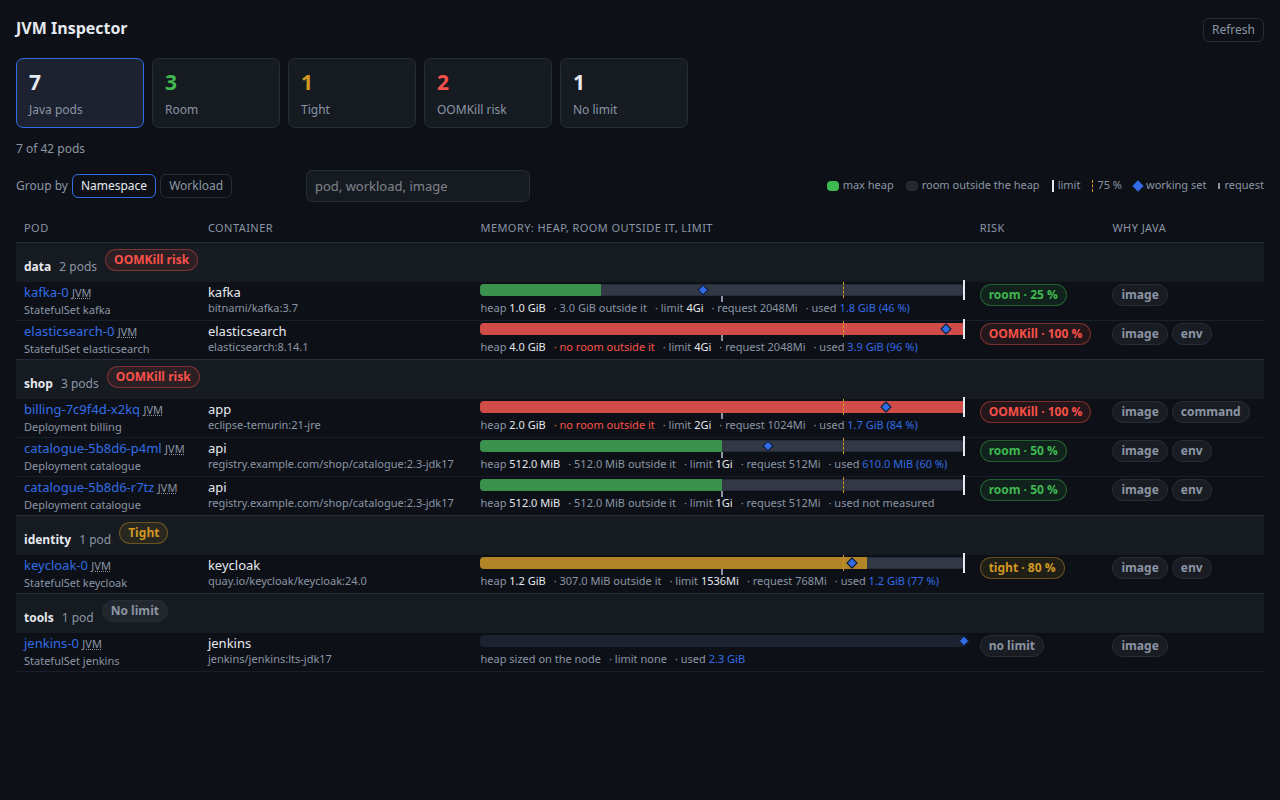 JVM Inspector
Refresh
7
Java pods
3
Room
1
Tight
2
OOMKill risk
1
No limit
7 of 42 pods
Group by Namespace Workload pod, workload, image max heap room outside the heap limit 75 % working set request
POD CONTAINER MEMORY: HEAP, ROOM OUTSIDE IT, LIMIT RISK WHY JAVA
data 2 pods OOMKill risk
kafka-0 JVM kafka room · 25 % image
StatefulSet kafka bitnami/kafka:3.7 heap 1.0 GiB · 3.0 GiB outside it · limit 4Gi · request 2048Mi · used 1.8 GiB (46 %)
elasticsearch-0 JVM elasticsearch OOMKill · 100 % image env
StatefulSet elasticsearch elasticsearch:8.14.1 heap 4.0 GiB · no room outside it · limit 4Gi · request 2048Mi · used 3.9 GiB (96 %)
shop 3 pods OOMKill risk
billing-7c9f4d-x2kq JVM app OOMKill · 100 % image command
Deployment billing eclipse-temurin:21-jre heap 2.0 GiB · no room outside it · limit 2Gi · request 1024Mi · used 1.7 GiB (84 %)
catalogue-5b8d6-p4ml JVM api room · 50 % image env
Deployment catalogue registry.example.com/shop/catalogue:2.3-jdk17 heap 512.0 MiB · 512.0 MiB outside it · limit 1Gi · request 512Mi · used 610.0 MiB (60 %)
catalogue-5b8d6-r7tz JVM api room · 50 % image env
Deployment catalogue registry.example.com/shop/catalogue:2.3-jdk17 heap 512.0 MiB · 512.0 MiB outside it · limit 1Gi · request 512Mi · used not measured
identity 1 pod Tight
keycloak-0 JVM keycloak tight · 80 % image env
StatefulSet keycloak quay.io/keycloak/keycloak:24.0 heap 1.2 GiB · 307.0 MiB outside it · limit 1536Mi · request 768Mi · used 1.2 GiB (77 %)
tools 1 pod No limit
jenkins-0 JVM jenkins no limit image
StatefulSet jenkins jenkins/jenkins:lts-jdk17 heap sized on the node · limit none · used 2.3 GiB